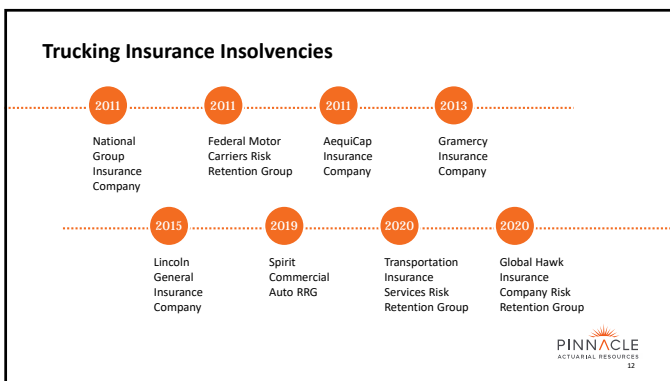 Trucking Insurance Insolvencies
2011
2011
2011
2013
National
Group
Insurance
Company
Federal Motor
Carriers Risk
Retention Group
AequiCap
Insurance
Company
Gramercy
Insurance
Company
2015
2019
2020
2020
Lincoln
General
Insurance
Company
Spirit
Commercial
Auto RRG
Transportation
Insurance
Services Risk
Retention Group
Global Hawk
Insurance
Company Risk
Retention Group
PINNACLE
ACTUARIAL RESOURCES
12